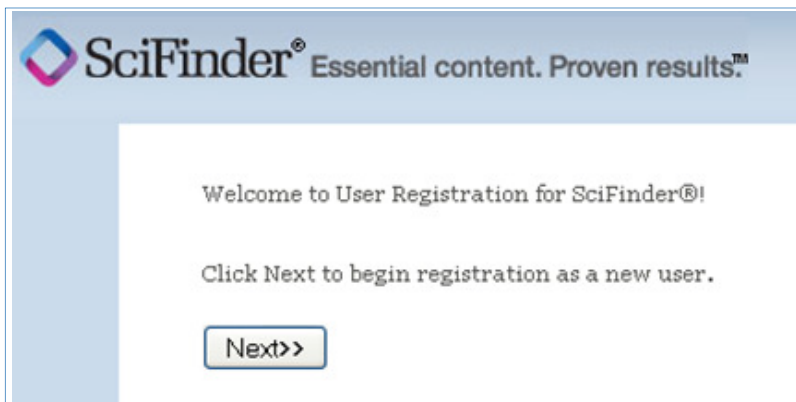 SciFinder® Essential content. Proven results.™
Welcome to User Registration for SciFinder®!
Click Next to begin registration as a new user.
Next>>